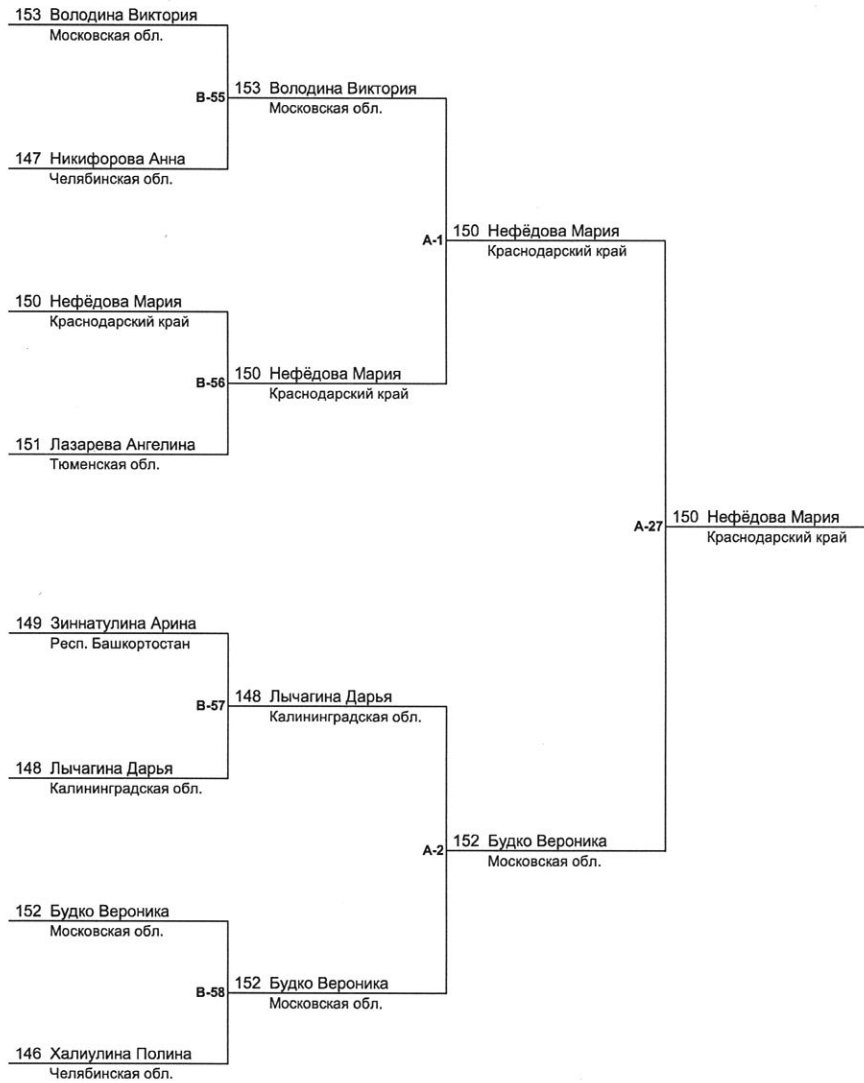 153 Володина Виктория
Московская обл.
B-55
153 Володина Виктория
Московская обл.
147 Никифорова Анна
Челябинская обл.
A-1
150 Нефёдова Мария
Краснодарский край
150 Нефёдова Мария
Краснодарский край
B-56
150 Нефёдова Мария
Краснодарский край
151 Лазарева Ангелина
Тюменская обл.
A-27
150 Нефёдова Мария
Краснодарский край
149 Зиннатулина Арина
Респ. Башкортостан
B-57
148 Лычагина Дарья
Калининградская обл.
148 Лычагина Дарья
Калининградская обл.
A-2
152 Будко Вероника
Московская обл.
152 Будко Вероника
Московская обл.
B-58
152 Будко Вероника
Московская обл.
146 Халиулина Полина
Челябинская обл.